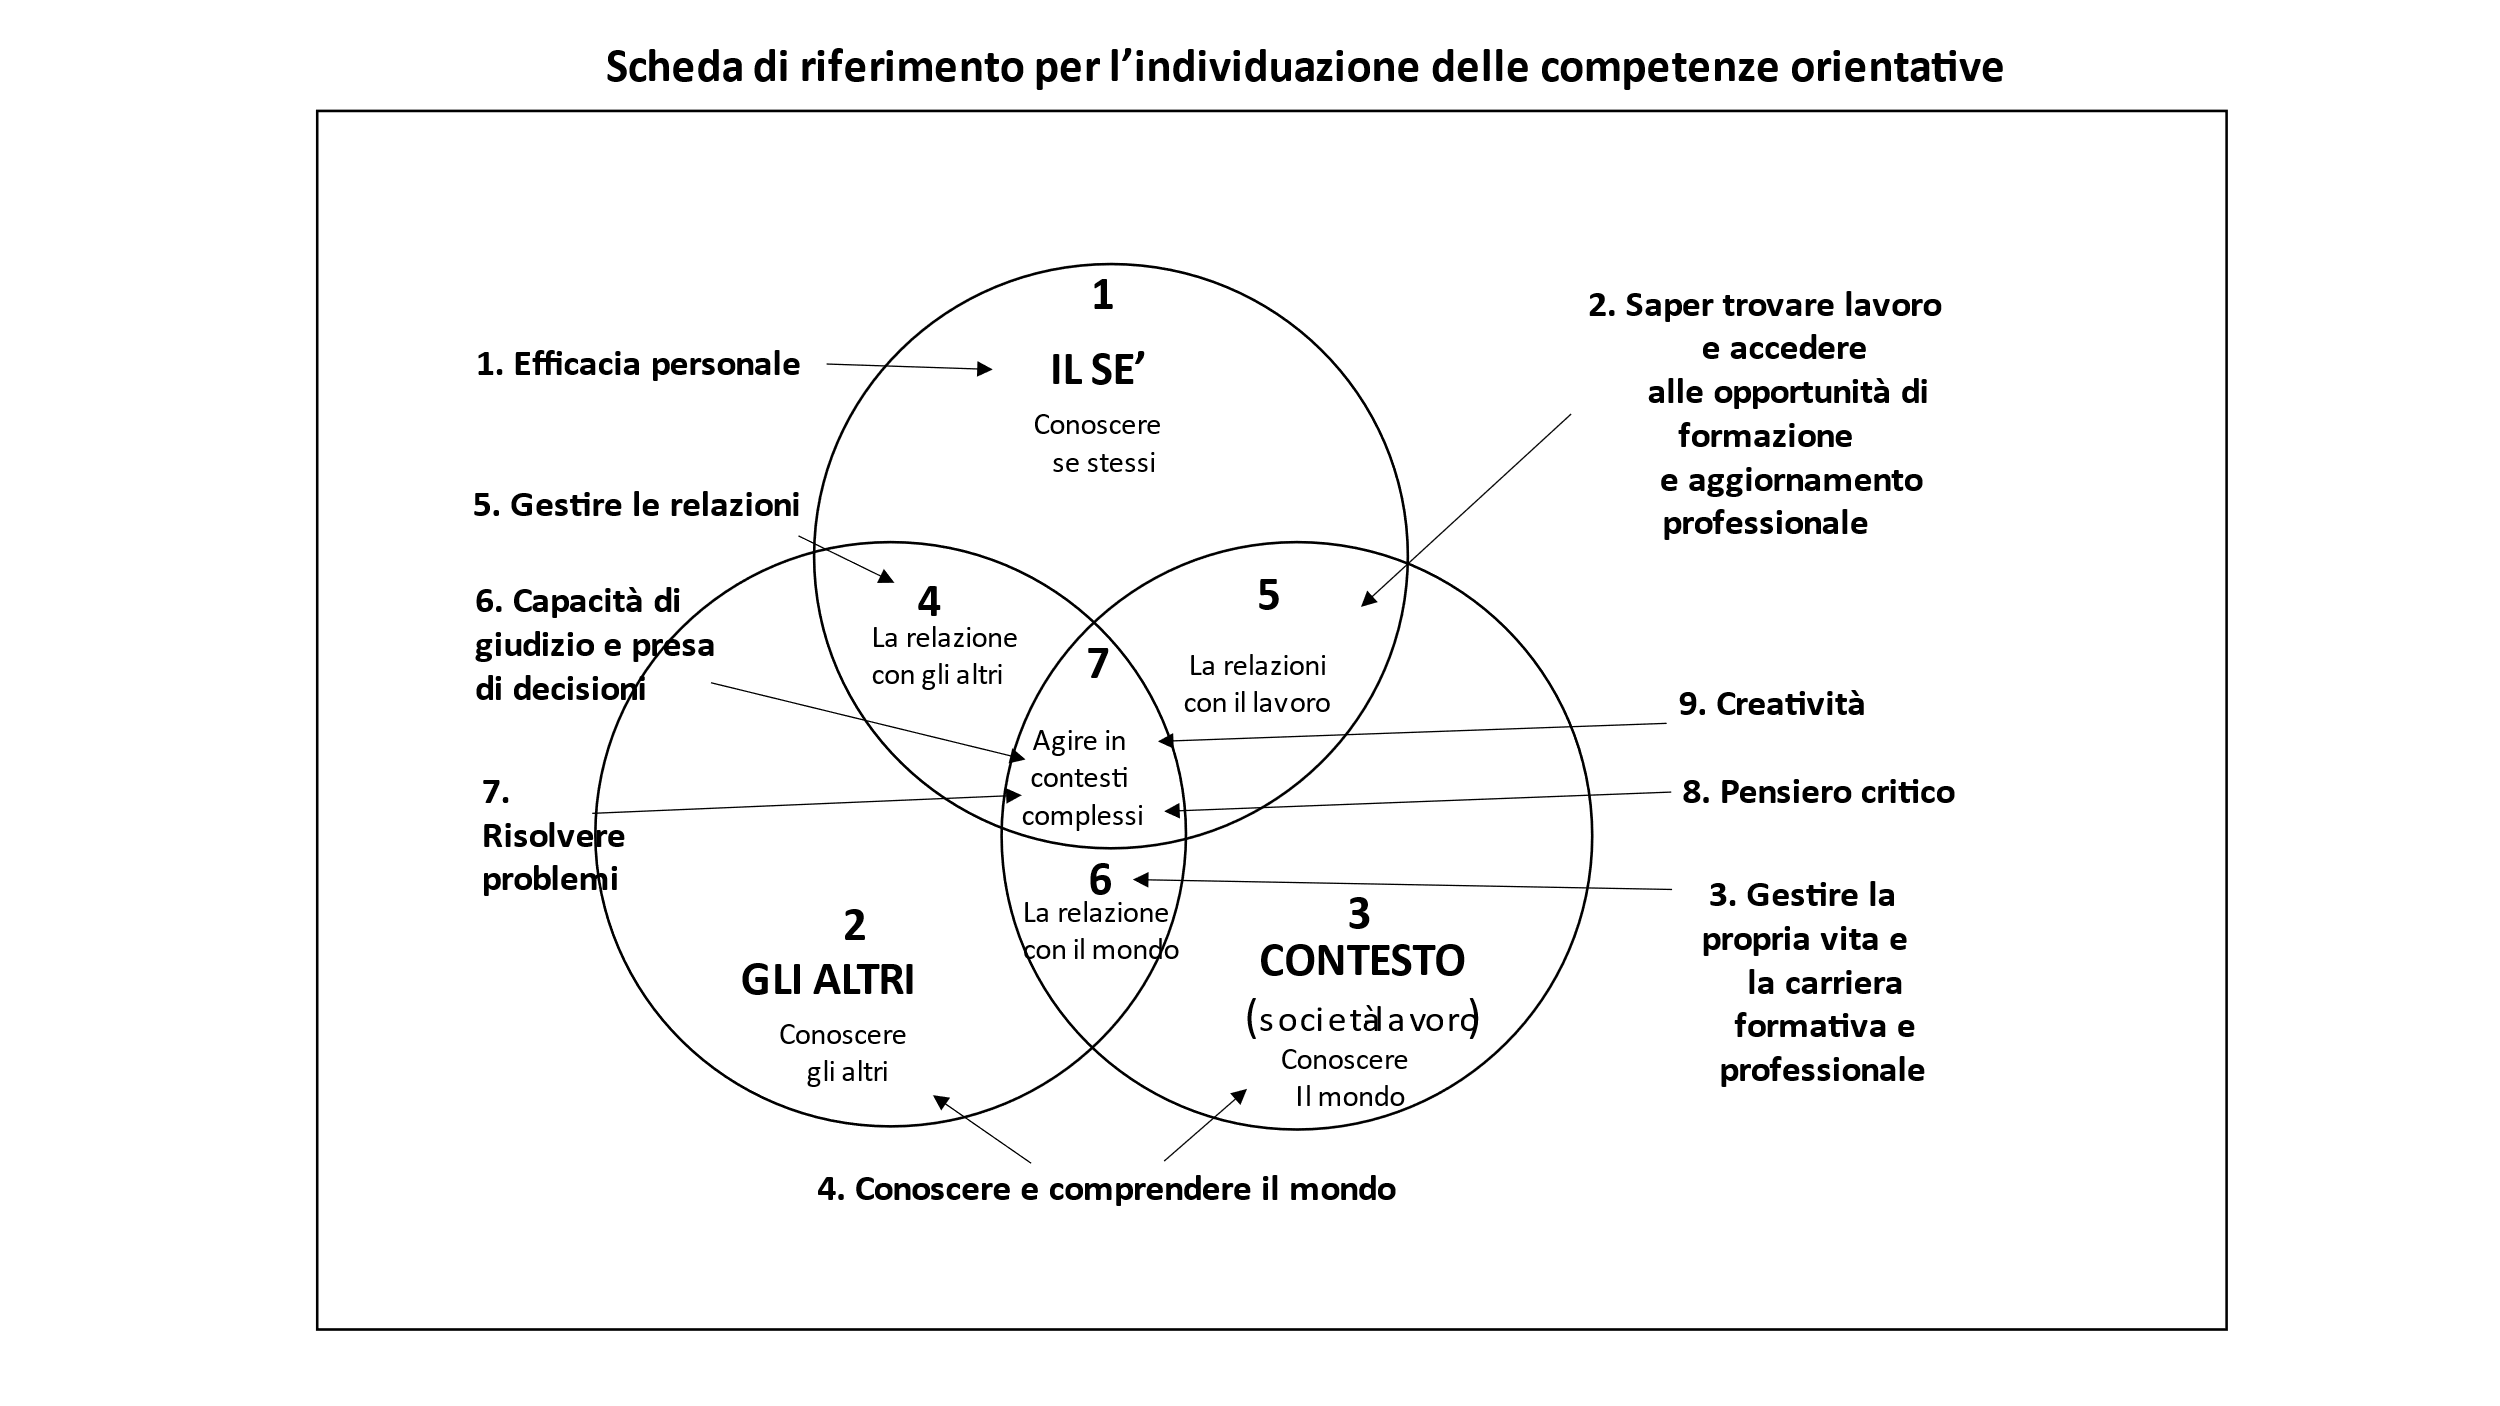 Scheda di riferimento per l’individuazione delle competenze orientative
1
IL SE’
Conoscere
se stessi
1. Efficacia personale
2. Saper trovare lavoro
e accedere
alle opportunità di
formazione
e aggiornamento
professionale
5. Gestire le relazioni
6. Capacità di
giudizio e presa
di decisioni
4
La relazione
con gli altri
5
La relazioni
con il lavoro
7
Agire in
contesti
complessi
9. Creatività
7.
Risolvere
problemi
8. Pensiero critico
6
La relazione
con il mondo
3. Gestire la
propria vita e
la carriera
formativa e
professionale
2
GLI ALTRI
Conoscere
gli altri
3
CONTESTO
(società lavoro)
Conoscere
Il mondo
4. Conoscere e comprendere il mondo